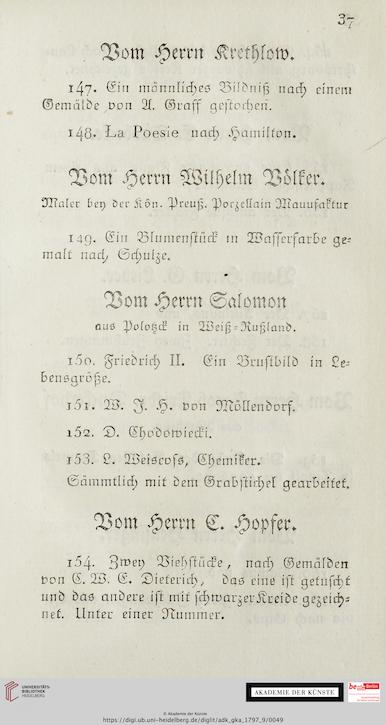 37
Vom Herrn Krethlow.
147. Ein männliches Bildniß nach einem
Gemälde von A. Graff gestochen.
148. La Poesie nach Hamilton.
Vom Herrn Wilhelm Völker.
Maler bey der Kön. Preuß. Porzellain Manufaktur
149. Ein Blumenstück in Wasserfarbe ge=
malt nach Schulze.
Vom Herrn Salomon
aus Polotzck in Weiß=Rußland.
150. Friedrich II. Ein Brustbild in Le=
bensgröße.
151. W. J. H. von Möllendorf.
152. D. Chodowiecki.
153. L. Weiscoss, Chemiker.
Sämmtlich mit dem Grabstichel gearbeitet.
Vom Herrn C. Hopfer.
154. Zwey Viehstücke, nach Gemälden
von C. W. E. Dieterich, das eine ist getuscht
und das andere ist mit schwarzer Kreide gezeich=
net. Unter einer Nummer.
UNIVERSITÄTS-
BIBLIOTHEK
HEIDELBERG
AKADEMIE DER KÜNSTE
© Akademie der Künste
https://digi.ub.uni-heidelberg.de/diglit/adk_gka_1797_9/0049